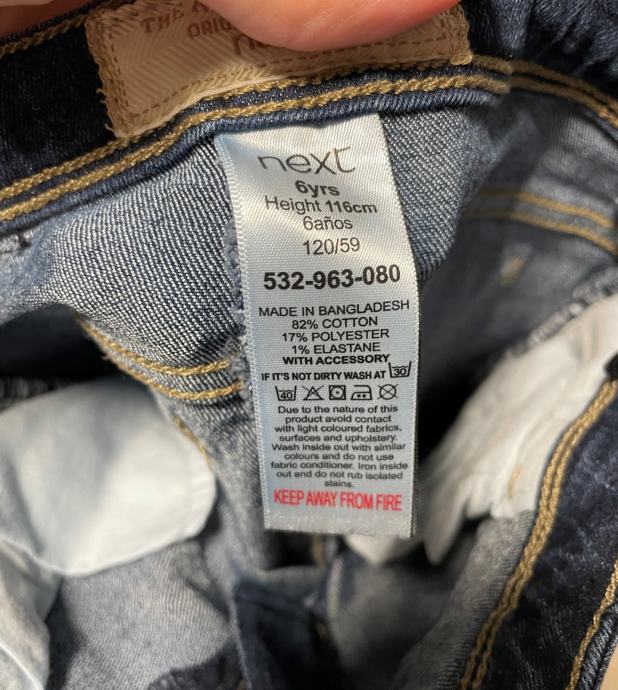 THE
ORIG
next
6yrs
Height 116cm
6años
120/59
532-963-080
MADE IN BANGLADESH
82% COTTON
17% POLYESTER
1% ELASTANE
WITH ACCESSORY
IF IT'S NOT DIRTY WASH AT 30
40
Due to the nature of this
product avoid contact
with light coloured fabrics,
surfaces and upholstery.
Wash inside out with similar
colours and do not use
fabric conditioner. Iron inside
out and do not rub isolated
stains.
KEEP AWAY FROM FIRE